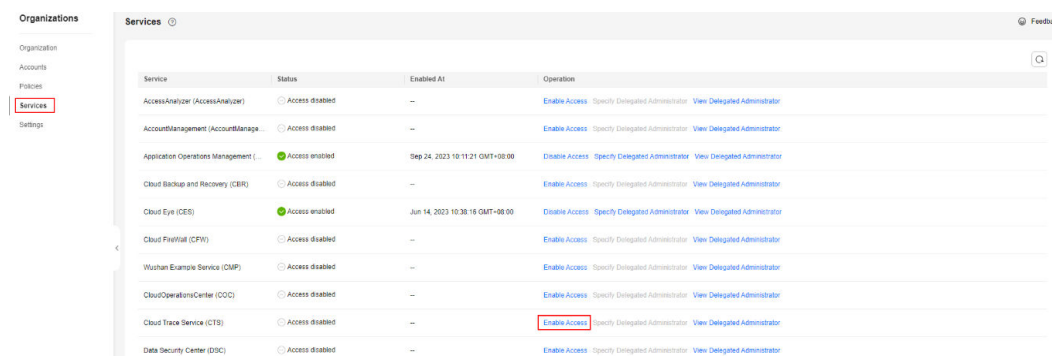 Organizations
Services
Feedba
Organization
Accounts
Policies
Services
Settings
Service Status Enabled At Operation
AccessAnalyzer (AccessAnalyzer) Access disabled -- Enable Access Specify Delegated Administrator View Delegated Administrator
AccountManagement (AccountManage... Access disabled -- Enable Access Specify Delegated Administrator View Delegated Administrator
Application Operations Management (... Access enabled Sep 24, 2023 10:11:21 GMT+08:00 Disable Access Specify Delegated Administrator View Delegated Administrator
Cloud Backup and Recovery (CBR) Access disabled -- Enable Access Specify Delegated Administrator View Delegated Administrator
Cloud Eye (CES) Access enabled Jun 14, 2023 10:38:16 GMT+08:00 Disable Access Specify Delegated Administrator View Delegated Administrator
Cloud FireWall (CFW) Access disabled -- Enable Access Specify Delegated Administrator View Delegated Administrator
Wushan Example Service (CMP) Access disabled -- Enable Access Specify Delegated Administrator View Delegated Administrator
CloudOperationsCenter (COC) Access disabled -- Enable Access Specify Delegated Administrator View Delegated Administrator
Cloud Trace Service (CTS) Access disabled -- Enable Access Specify Delegated Administrator View Delegated Administrator
Data Security Center (DSC) Access disabled -- Enable Access Specify Delegated Administrator View Delegated Administrator